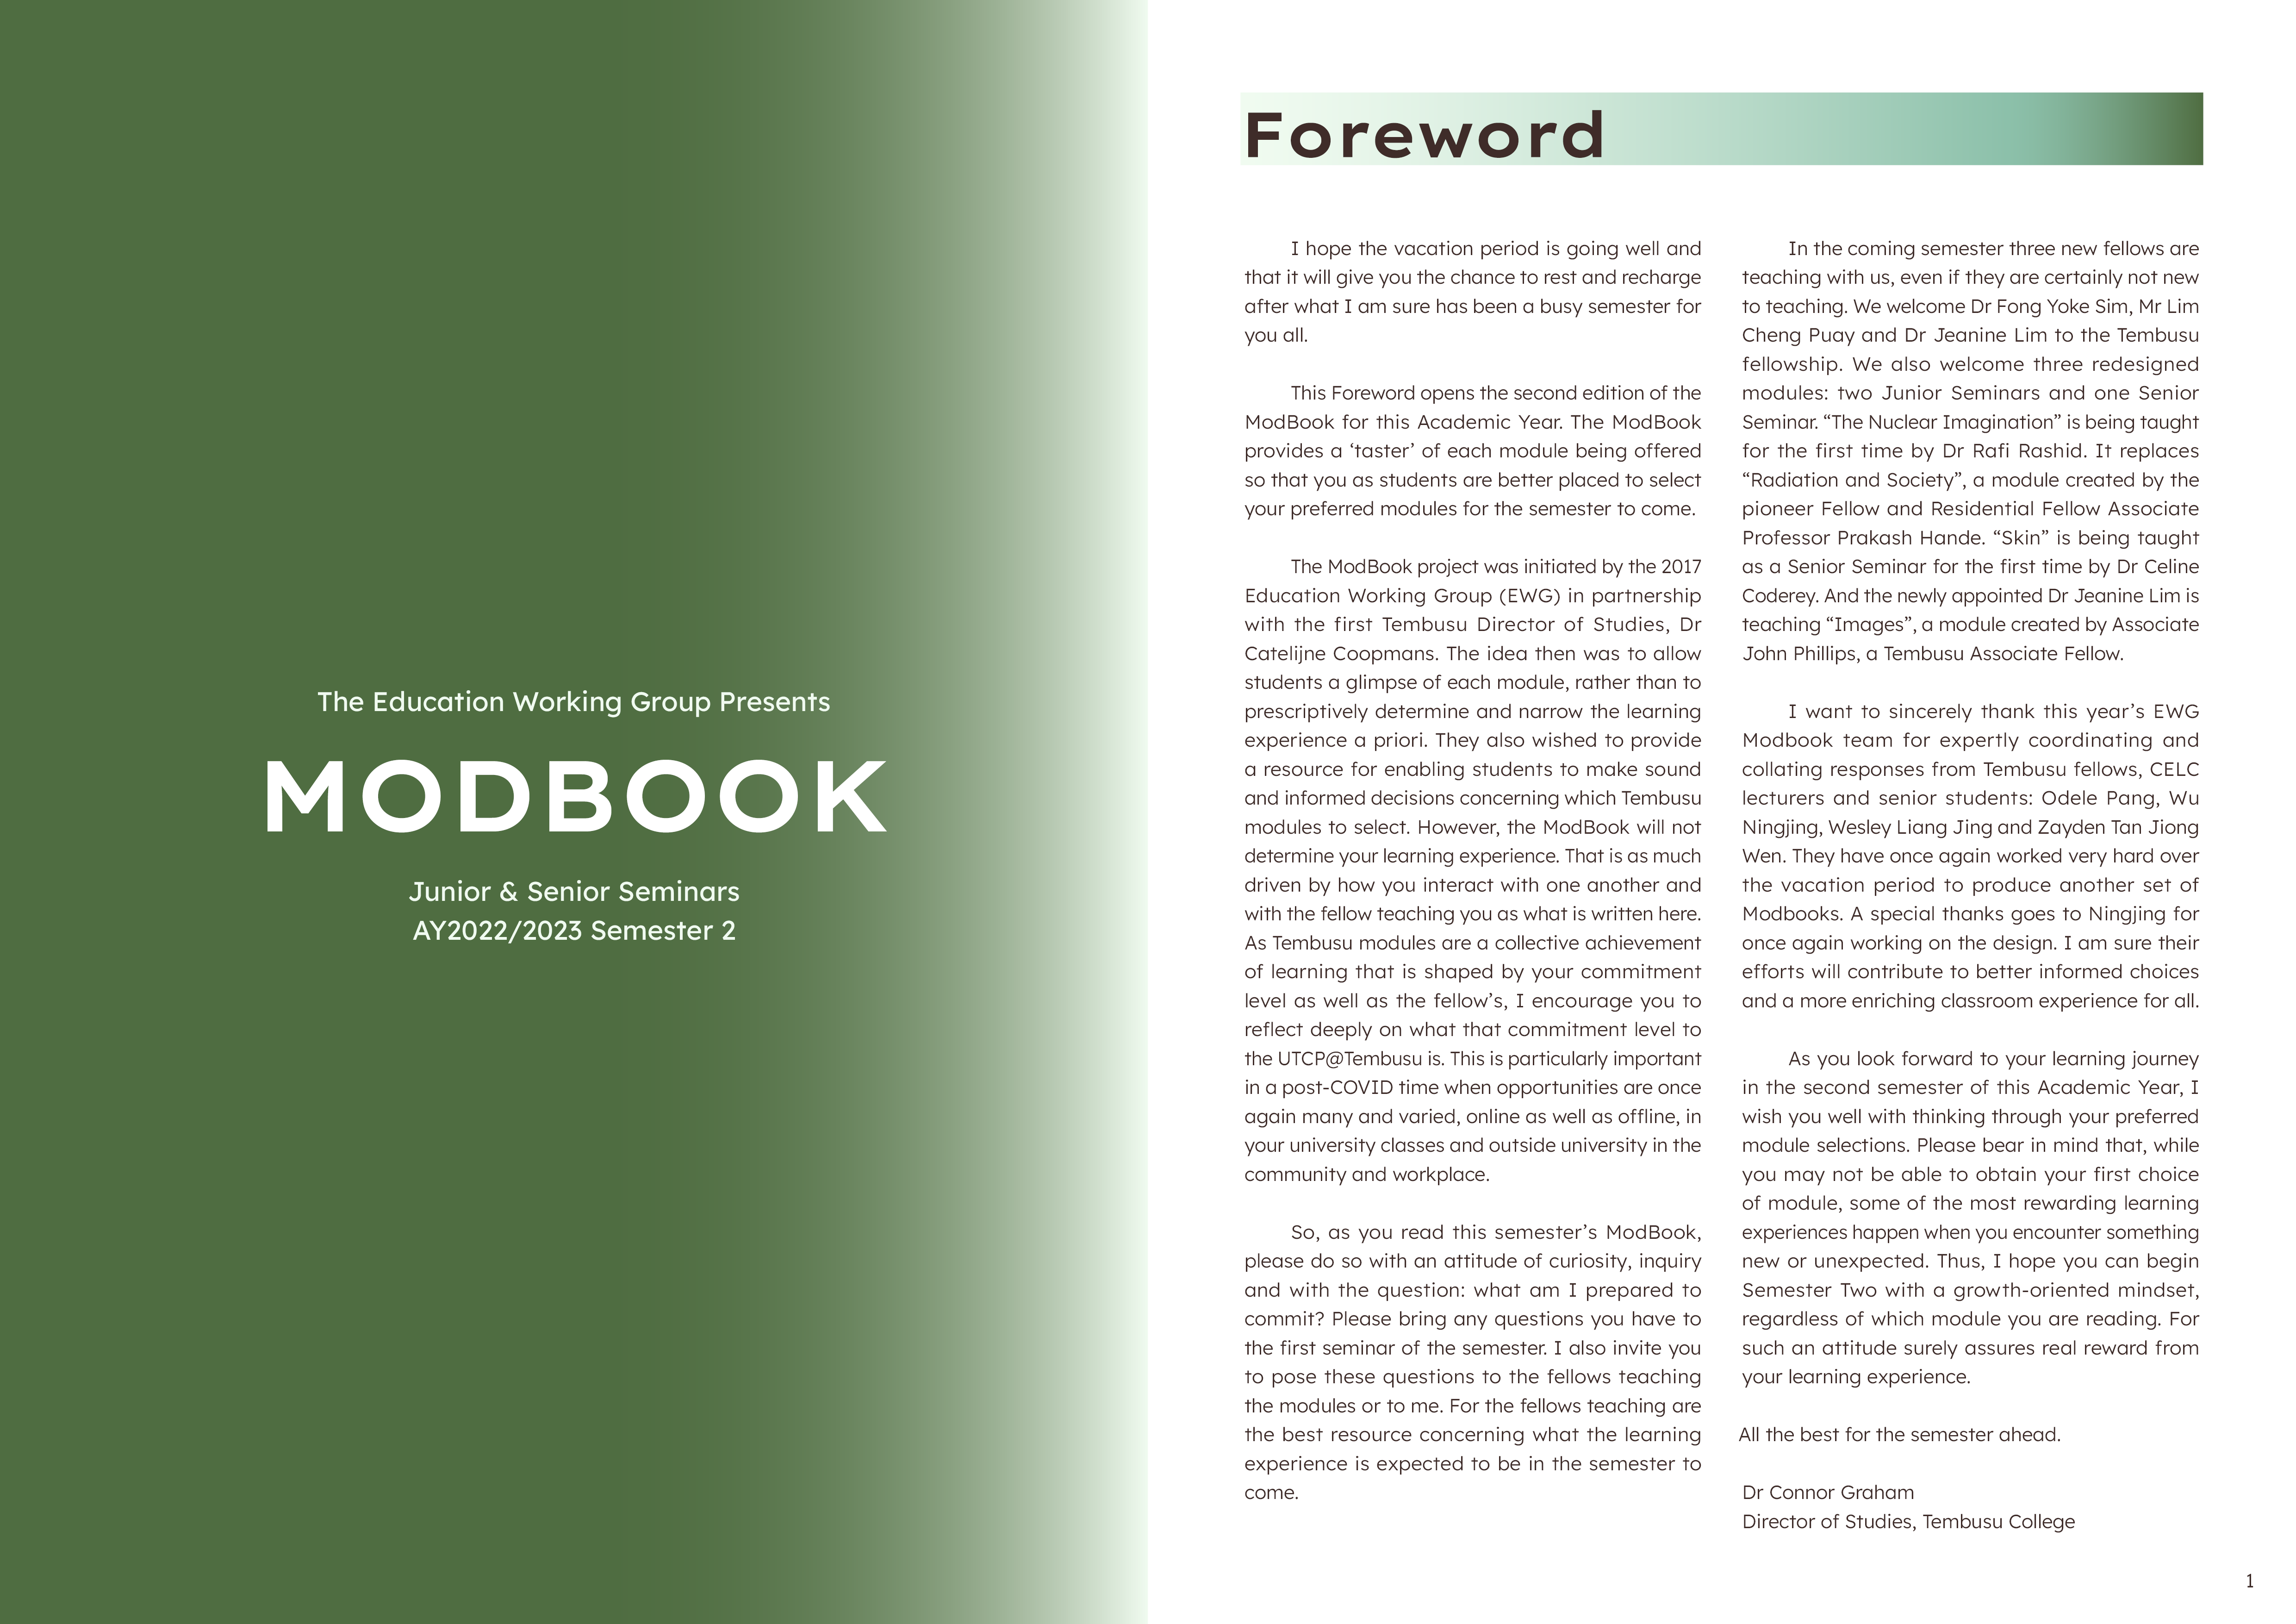 The Education Working Group Presents
MODBOOK
Junior & Senior Seminars
AY2022/2023 Semester 2
Foreword
I hope the vacation period is going well and
that it will give you the chance to rest and recharge
after what I am sure has been a busy semester for
you all.
This Foreword opens the second edition of the
ModBook for this Academic Year. The ModBook
provides a ‘taster’ of each module being offered
so that you as students are better placed to select
your preferred modules for the semester to come.
The ModBook project was initiated by the 2017
Education Working Group (EWG) in partnership
with the first Tembusu Director of Studies, Dr
Catelijne Coopmans. The idea then was to allow
students a glimpse of each module, rather than to
prescriptively determine and narrow the learning
experience a priori. They also wished to provide
a resource for enabling students to make sound
and informed decisions concerning which Tembusu
modules to select. However, the ModBook will not
determine your learning experience. That is as much
driven by how you interact with one another and
with the fellow teaching you as what is written here.
As Tembusu modules are a collective achievement
of learning that is shaped by your commitment
level as well as the fellow’s, I encourage you to
reflect deeply on what that commitment level to
the UTCP@Tembusu is. This is particularly important
in a post-COVID time when opportunities are once
again many and varied, online as well as offline, in
your university classes and outside university in the
community and workplace.
So, as you read this semester’s ModBook,
please do so with an attitude of curiosity, inquiry
and with the question: what am I prepared to
commit? Please bring any questions you have to
the first seminar of the semester. I also invite you
to pose these questions to the fellows teaching
the modules or to me. For the fellows teaching are
the best resource concerning what the learning
experience is expected to be in the semester to
come.
In the coming semester three new fellows are
teaching with us, even if they are certainly not new
to teaching. We welcome Dr Fong Yoke Sim, Mr Lim
Cheng Puay and Dr Jeanine Lim to the Tembusu
fellowship. We also welcome three redesigned
modules: two Junior Seminars and one Senior
Seminar. “The Nuclear Imagination” is being taught
for the first time by Dr Rafi Rashid. It replaces
“Radiation and Society”, a module created by the
pioneer Fellow and Residential Fellow Associate
Professor Prakash Hande. “Skin” is being taught
as a Senior Seminar for the first time by Dr Celine
Coderey. And the newly appointed Dr Jeanine Lim is
teaching “Images”, a module created by Associate
John Phillips, a Tembusu Associate Fellow.
I want to sincerely thank this year’s EWG
Modbook team for expertly coordinating and
collating responses from Tembusu fellows, CELC
lecturers and senior students: Odele Pang, Wu
Ningjing, Wesley Liang Jing and Zayden Tan Jiong
Wen. They have once again worked very hard over
the vacation period to produce another set of
Modbooks. A special thanks goes to Ningjing for
once again working on the design. I am sure their
efforts will contribute to better informed choices
and a more enriching classroom experience for all.
As you look forward to your learning journey
in the second semester of this Academic Year, I
wish you well with thinking through your preferred
module selections. Please bear in mind that, while
you may not be able to obtain your first choice
of module, some of the most rewarding learning
experiences happen when you encounter something
new or unexpected. Thus, I hope you can begin
Semester Two with a growth-oriented mindset,
regardless of which module you are reading. For
such an attitude surely assures real reward from
your learning experience.
All the best for the semester ahead.
Dr Connor Graham
Director of Studies, Tembusu College
1